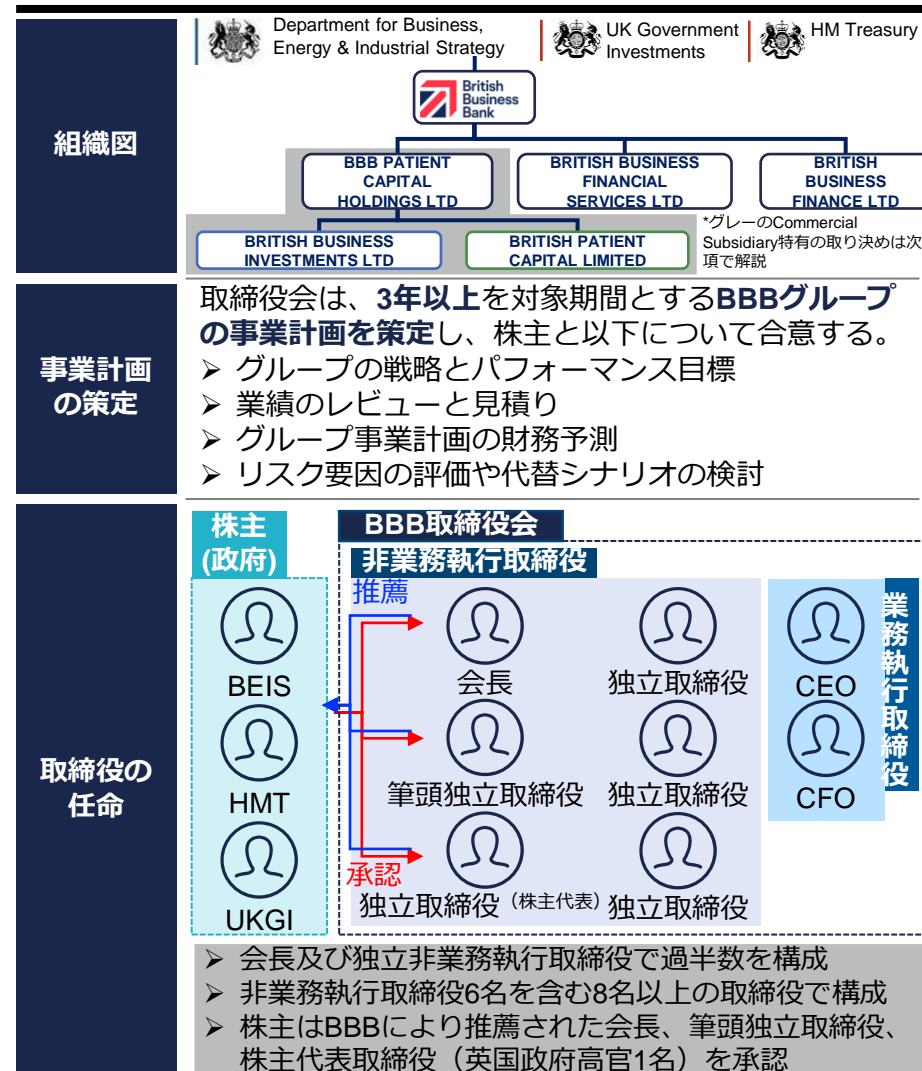 Department for Business,
Energy & Industrial Strategy
UK Government
Investments
HM Treasury
British
Business
Bank
組織図
BBB PATIENT
CAPITAL
HOLDINGS LTD
BRITISH BUSINESS
FINANCIAL
SERVICES LTD
BRITISH
BUSINESS
FINANCE LTD
BRITISH BUSINESS
INVESTMENTS LTD
BRITISH PATIENT
CAPITAL LIMITED
*グレーのCommercial
Subsidiary特有の取り決めは次
項で解説
事業計画
の策定
取締役会は、3年以上を対象期間とするBBBグループ
の事業計画を策定し、株主と以下について合意する。
➢ グループの戦略とパフォーマンス目標
➢ 業績のレビューと見積り
➢ グループ事業計画の財務予測
➢ リスク要因の評価や代替シナリオの検討
取締役の
任命
株主
(政府)
BBB取締役会
非業務執行取締役
業務執行取締役
推薦
BEIS
会長
独立取締役
CEO
HMT
筆頭独立取締役
独立取締役
CFO
承認
UKGI
独立取締役（株主代表）
独立取締役
➢ 会長及び独立非業務執行取締役で過半数を構成
➢ 非業務執行取締役6名を含む8名以上の取締役で構成
➢ 株主はBBBにより推薦された会長、筆頭独立取締役、
株主代表取締役（英国政府高官1名）を承認